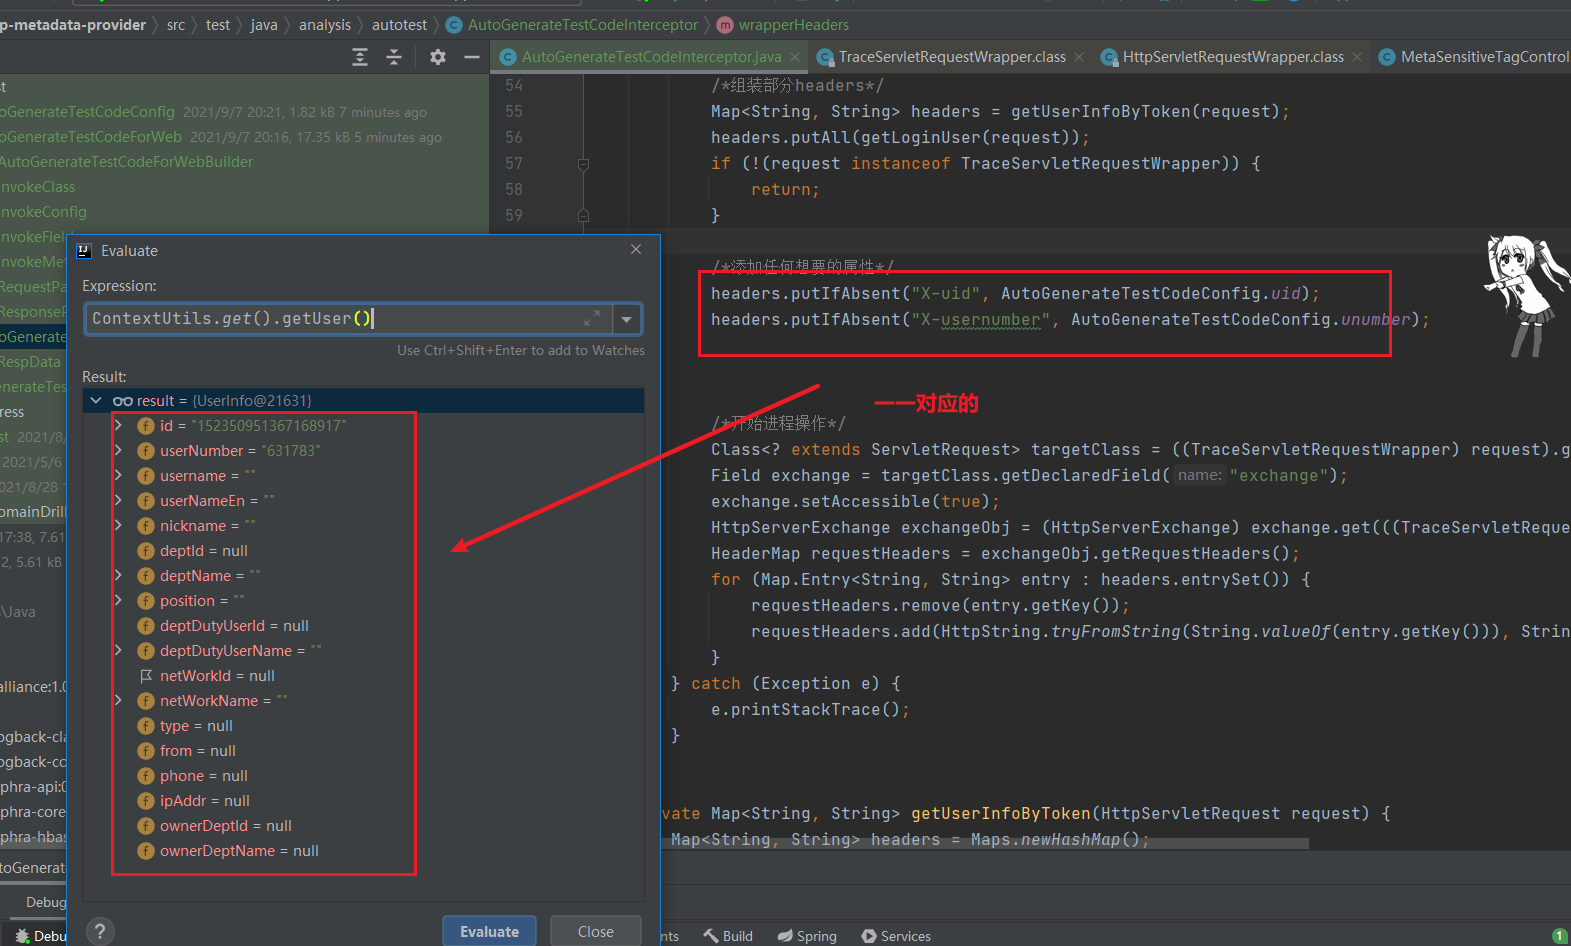 p-metadata-provider 〉 src 〉 test 〉 java 〉 analysis 〉 autotest 〉 AutoGenerateTestCodeInterceptor 〉 wrapperHeaders
AutoGenerateTestCodeInterceptor.java
TraceServletRequestWrapper.class
HttpServletRequestWrapper.class
MetaSensitiveTagControl
st
oGenerateTestCodeConfig 2021/9/7 20:21, 1.82 kB 7 minutes ago
oGenerateTestCodeForWeb 2021/9/7 20:16, 17.35 kB 5 minutes ago
AutoGenerateTestCodeForWebBuilder
nvokeClass
nvokeConfig
nvokeFiel
nvokeMe
RequestPa
ResponseF
oGenerate
RespData
enerateTes
ress
st 2021/8/
2021/5/6
021/8/28 1
omainDrill
17:38, 7.61
2, 5.61 kB
s\Java
alliance:1.0
ogback-cla
ogback-co
phra-api:0
phra-core
phra-hbas
toGenerat
Debug
Debu
54 /*组装部分headers*/
55 Map<String, String> headers = getUserInfoByToken(request);
56 headers.putAll(getLoginUser(request));
57 if (!(request instanceof TraceServletRequestWrapper)) {
58 return;
59 }
/*添加任何想要的属性*/
headers.putIfAbsent("X-uid", AutoGenerateTestCodeConfig.uid);
headers.putIfAbsent("X-usernumber", AutoGenerateTestCodeConfig.unumber);
一一对应的
/*开始进程操作*/
Class<? extends ServletRequest> targetClass = ((TraceServletRequestWrapper) request).g
Field exchange = targetClass.getDeclaredField( name: "exchange");
exchange.setAccessible(true);
HttpServerExchange exchangeObj = (HttpServerExchange) exchange.get(((TraceServletReque
HeaderMap requestHeaders = exchangeObj.getRequestHeaders();
for (Map.Entry<String, String> entry : headers.entrySet()) {
requestHeaders.remove(entry.getKey());
requestHeaders.add(HttpString.tryFromString(String.valueOf(entry.getKey())), Strin
}
} catch (Exception e) {
e.printStackTrace();
}
vate Map<String, String> getUserInfoByToken(HttpServletRequest request) {
Map<String, String> headers = Maps.newHashMap();
Evaluate
Expression:
ContextUtils.get().getUser()
Use Ctrl+Shift+Enter to add to Watches
Result:
result = {UserInfo@21631}
id = "152350951367168917"
userNumber = "631783"
username = ""
userNameEn = ""
nickname = ""
deptId = null
deptName = ""
position = ""
deptDutyUserId = null
deptDutyUserName = ""
netWorkId = null
netWorkName = ""
type = null
from = null
phone = null
ipAddr = null
ownerDeptId = null
ownerDeptName = null
?
Evaluate
Close
nts
Build
Spring
Services
1